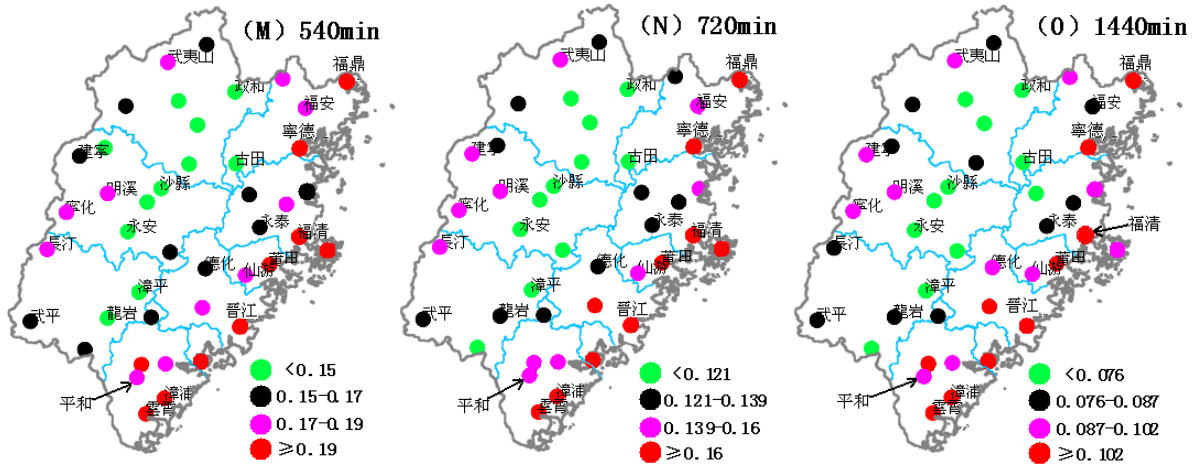 (M) 540min
武夷山
福鼎
政和
福安
寧德
建寧
古田
明溪
沙縣
寧化
永安
永泰
福清
長汀
莆田
德化
仙游
漳平
武平
龍岩
晉江
平和
漳浦
雲霄
<0.15
0.15-0.17
0.17-0.19
≥0.19
(N) 720min
武夷山
福鼎
政和
福安
寧德
建寧
古田
明溪
沙縣
寧化
永安
永泰
福清
長汀
莆田
德化
仙游
漳平
武平
龍岩
晉江
平和
漳浦
雲霄
<0.121
0.121-0.139
0.139-0.16
≥0.16
(O) 1440min
武夷山
福鼎
政和
福安
寧德
建寧
古田
明溪
沙縣
寧化
永安
永泰
福清
長汀
莆田
德化
仙游
漳平
武平
龍岩
晉江
平和
漳浦
雲霄
<0.076
0.076-0.087
0.087-0.102
≥0.102